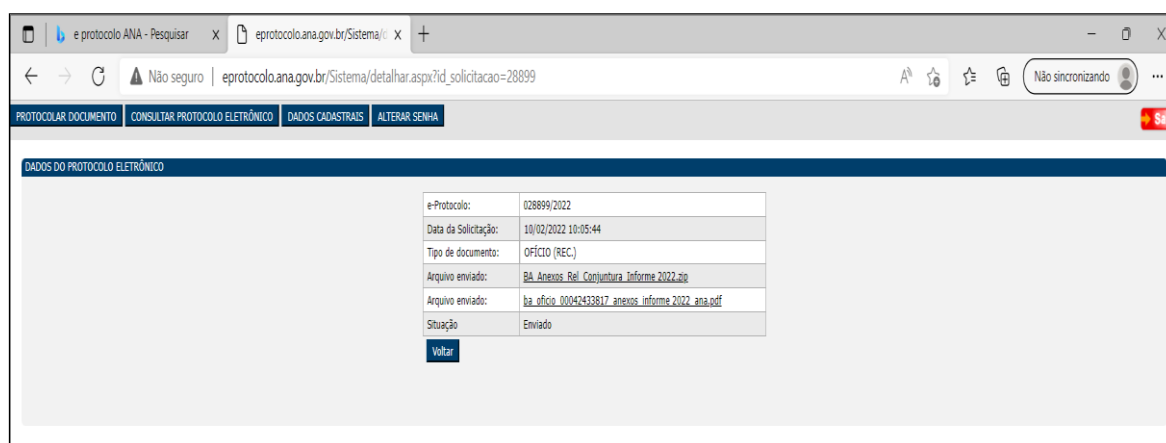 e protocolo ANA - Pesquisar
eprotocolo.ana.gov.br/Sistema/
Não seguro | eprotocolo.ana.gov.br/Sistema/detalhar.aspx?id_solicitacao=28899
Não sincronizando
PROTOCOLAR DOCUMENTO CONSULTAR PROTOCOLO ELETRÔNICO DADOS CADASTRAIS ALTERAR SENHA
DADOS DO PROTOCOLO ELETRÔNICO
e-Protocolo: 028899/2022
Data da Solicitação: 10/02/2022 10:05:44
Tipo de documento: OFÍCIO (REC.)
Arquivo enviado: BA_Anexos_Rel_Conjuntura_Informe 2022.zip
Arquivo enviado: ba_oficio_00042433817_anexos_informe_2022_ana.pdf
Situação Enviado
Voltar